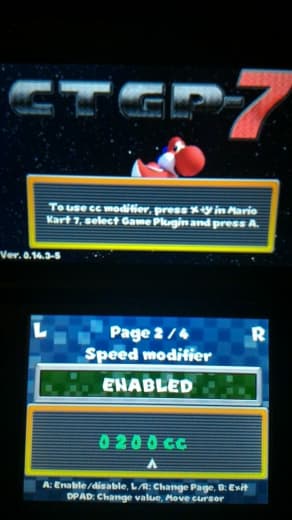 CTGP-7
To use cc modifier, press X+Y in Mario
Kart 7, select Game Plugin and press A.
Ver. 0.14.3-5
L Page 2 / 4 R
Speed modifier
ENABLED
0200 cc
A: Enable/disable, L/R: Change Page, B: Exit
DPAD: Change value, Move cursor